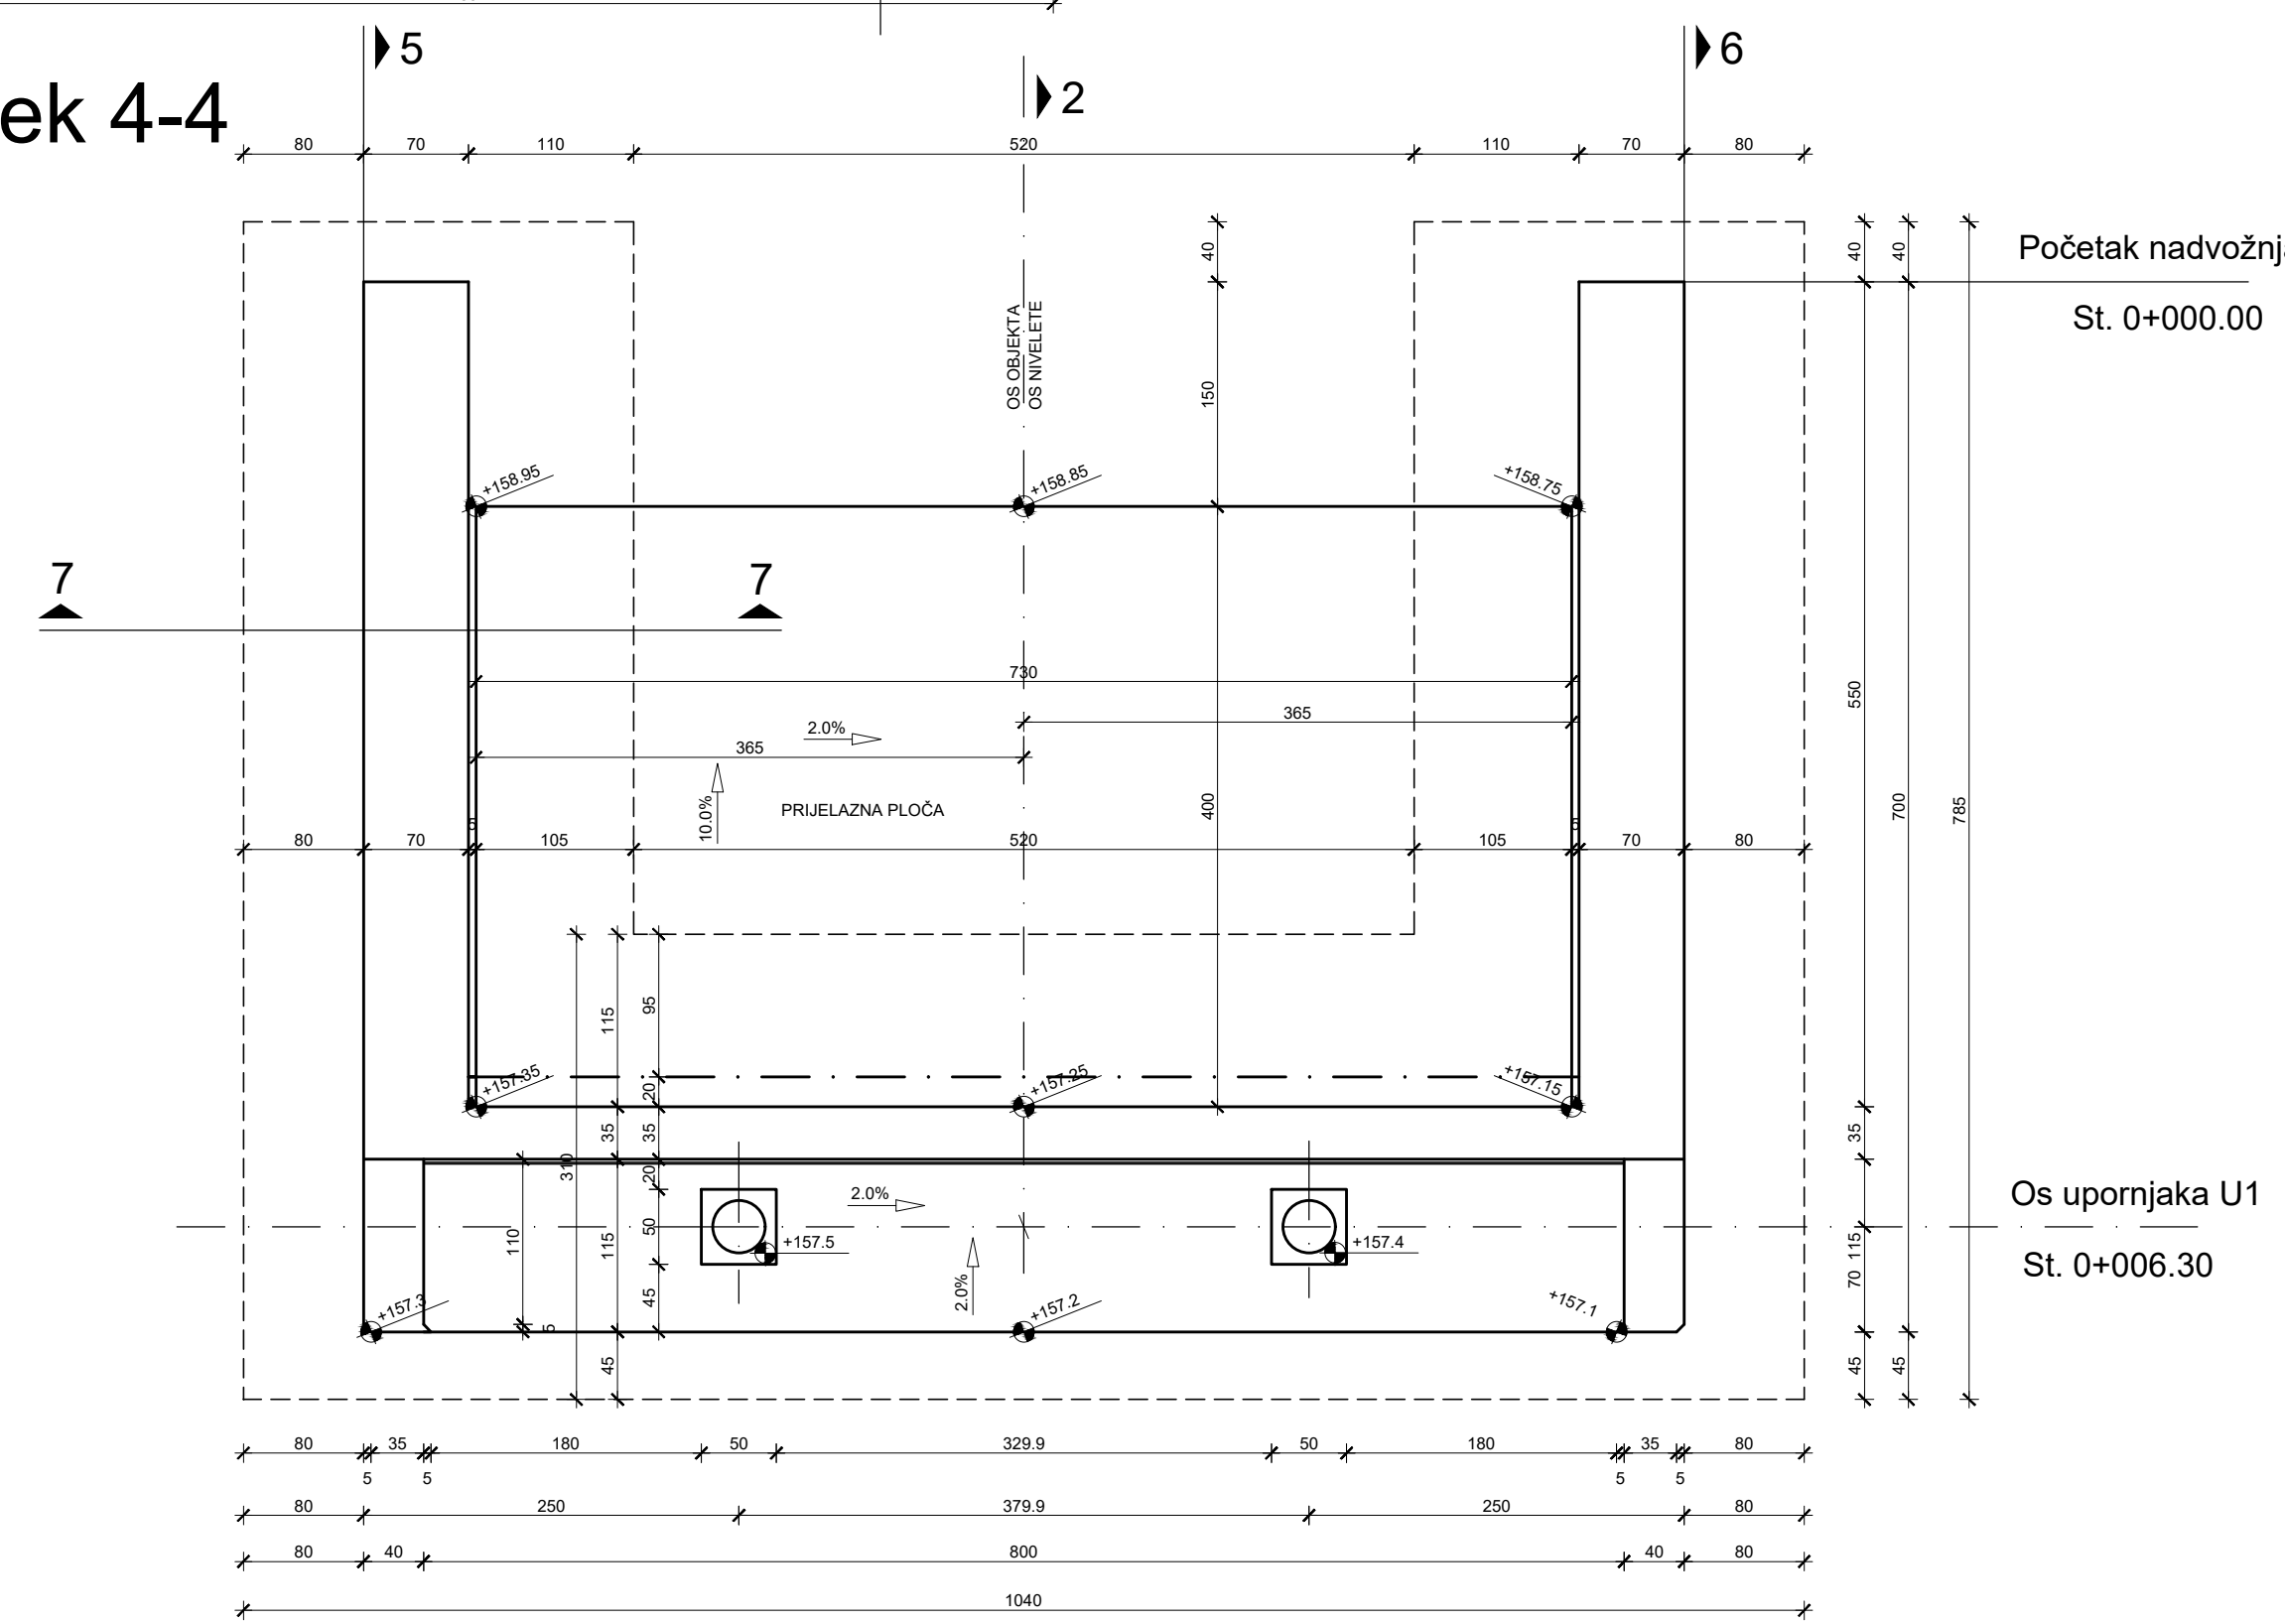 5
6
2
ek 4-4
80 70 110 520 110 70 80
Početak nadvožnja
St. 0+000.00
40 40 40
OS OBJEKTA
OS NIVELETE
150
+158.95 +158.85 +158.75
7 7
730
365
2.0%
365
10.0%
PRIJELAZNA PLOČA
400
550
700
785
5 5
80 70 105 520 105 70 80
95
115
+157.35 +157.25 +157.15
20
35 35 35
310
20
2.0%
Os upornjaka U1
50
110
115
+157.5 +157.4
115
St. 0+006.30
70
45
2.0%
+157.3 +157.2 +157.1
5
45 45 45
80 35 180 50 329.9 50 180 35 80
5 5 5 5
80 250 379.9 250 80
80 40 800 40 80
1040